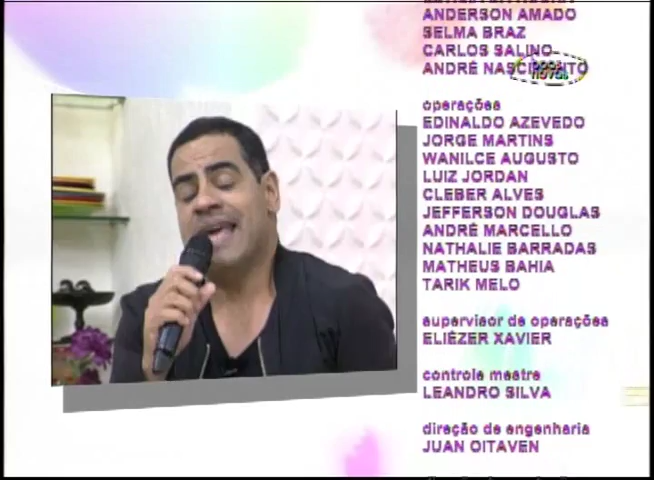 ANDERSON AMADO
SELMA BRAZ
CARLOS SALINO
ANDRÉ NASCIMENTO
boas
novas
operações
EDINALDO AZEVEDO
JORGE MARTINS
WANILCE AUGUSTO
LUIZ JORDAN
CLEBER ALVES
JEFFERSON DOUGLAS
ANDRÉ MARCELLO
NATHALIE BARRADAS
MATHEUS BAHIA
TARIK MELO
supervisor de operações
ELIÉZER XAVIER
controle mestre
LEANDRO SILVA
direção de engenharia
JUAN OITAVEN